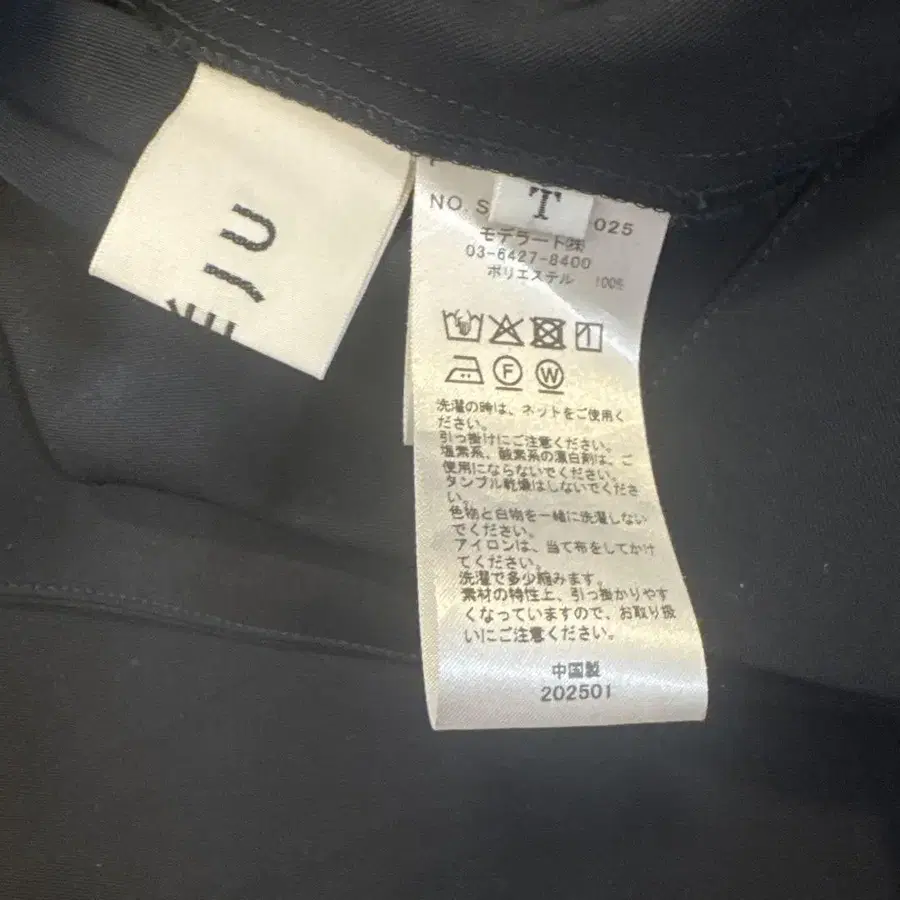 T
NO. S 025
モデラート㈱
03-6427-8400
ポリエステル 100%
F
W
洗濯の時は、ネットをご使用く
ださい。
引っ掛けにご注意ください。
塩素系、酸素系の漂白剤は、ご
使用にならないでください。
タンブル乾燥はしないでくださ
い。
色物と白物を一緒に洗濯しない
でください。
アイロンは、当て布をしてかけ
てください。
洗濯で多少縮みます。
素材の特性上、引っ掛かりやす
くなっていますので、お取り扱
いにご注意ください。
中国製
202501